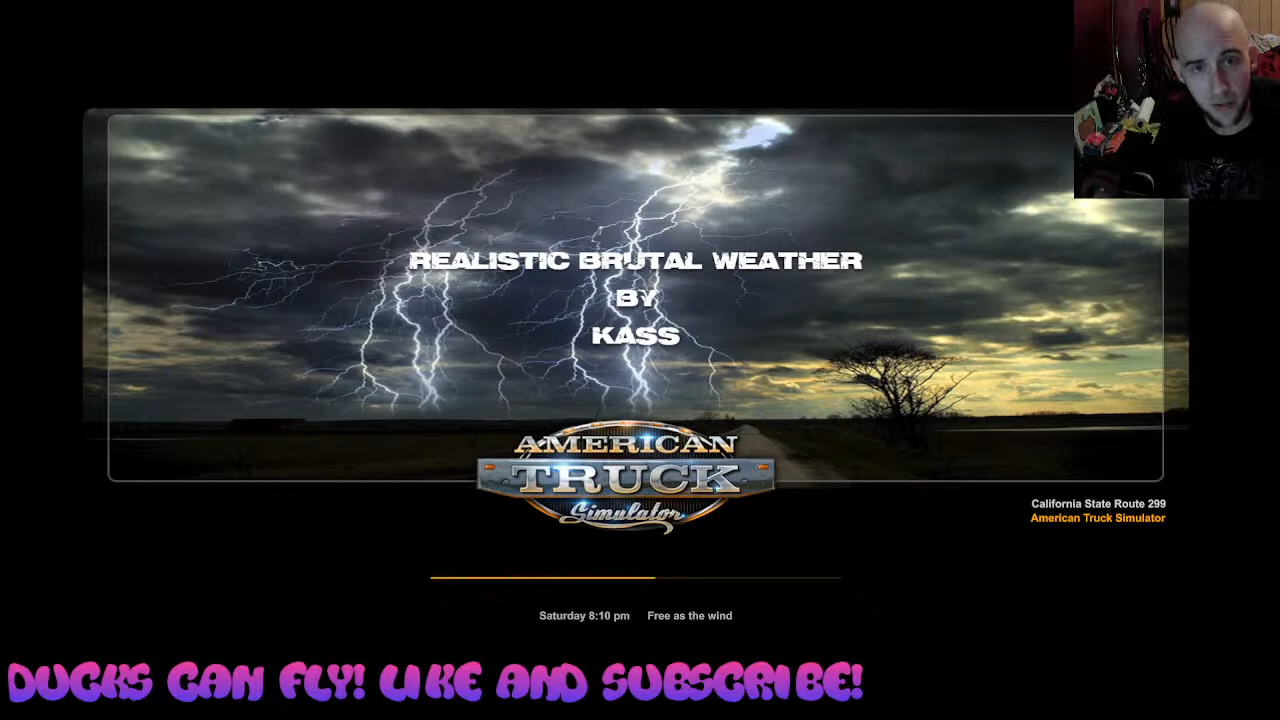 REALISTIC BRUTAL WEATHER
BY
KASS
AMERICAN
TRUCK
Simulator
California State Route 299
American Truck Simulator
Saturday 8:10 pm Free as the wind
DUCKS CAN FLY! LIKE AND SUBSCRIBE!